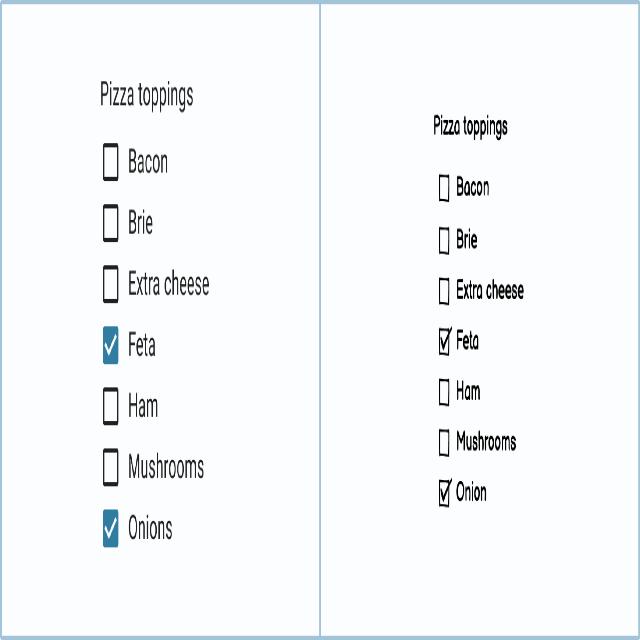 Pizza toppings
Bacon
Brie
Extra cheese
Feta
Ham
Mushrooms
Onions
Pizza toppings
Bacon
Brie
Extra cheese
Feta
Ham
Mushrooms
Onion